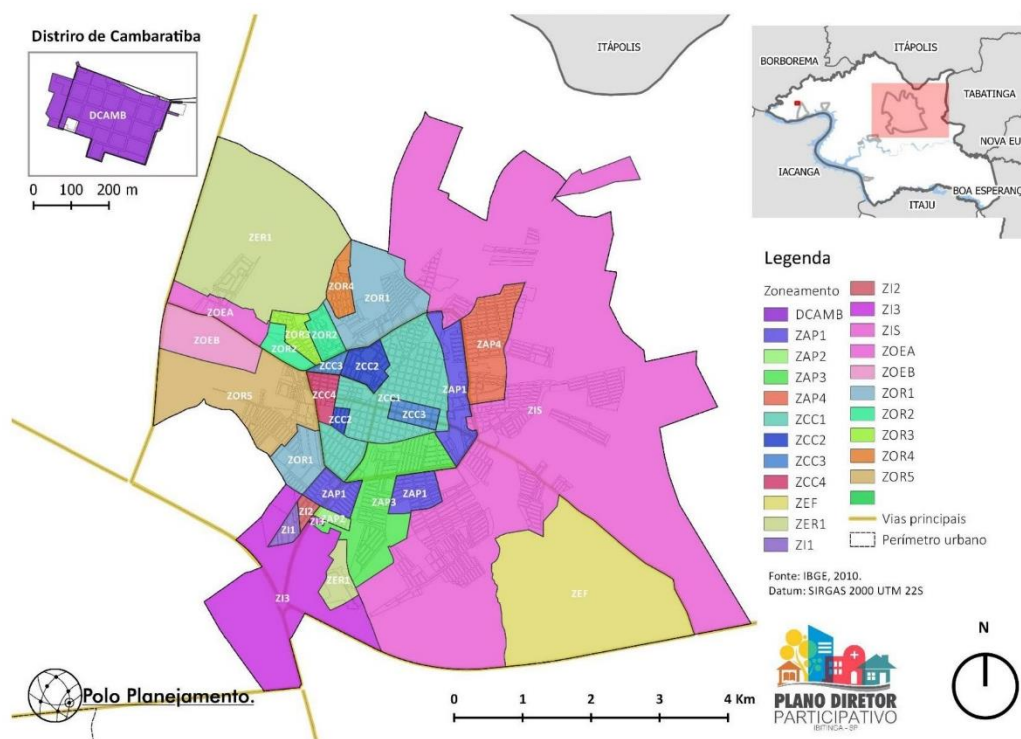 Distriro de Cambaratiba
DCAMB
0 100 200 m
ITÁPOLIS
BORBOREMA
ITÁPOLIS
TABATINGA
NOVA EU
IACANGA
BOA ESPERANÇ
ITAJU
ZER1
ZOR4
ZOR1
ZOEA
ZOR3
ZOR2
ZOR2
ZOEB
ZCC3
ZCC2
ZAP1
ZAP4
ZOR5
ZCC4
ZCC1
ZCC2
ZCC3
ZIS
ZOR1
ZAP1
ZAP3
ZAP1
ZI2
ZI1
ZI3
ZAP2
ZER1
ZI3
ZEF
Legenda
Zoneamento
DCAMB
ZAP1
ZAP2
ZAP3
ZAP4
ZCC1
ZCC2
ZCC3
ZCC4
ZEF
ZER1
ZI1
ZI2
ZI3
ZIS
ZOEA
ZOEB
ZOR1
ZOR2
ZOR3
ZOR4
ZOR5
Vias principais
Perímetro urbano
Fonte: IBGE, 2010.
Datum: SIRGAS 2000 UTM 22S
Polo Planejamento.
0 1 2 3 4 Km
PLANO DIRETOR
PARTICIPATIVO
IBITINGA - SP
N